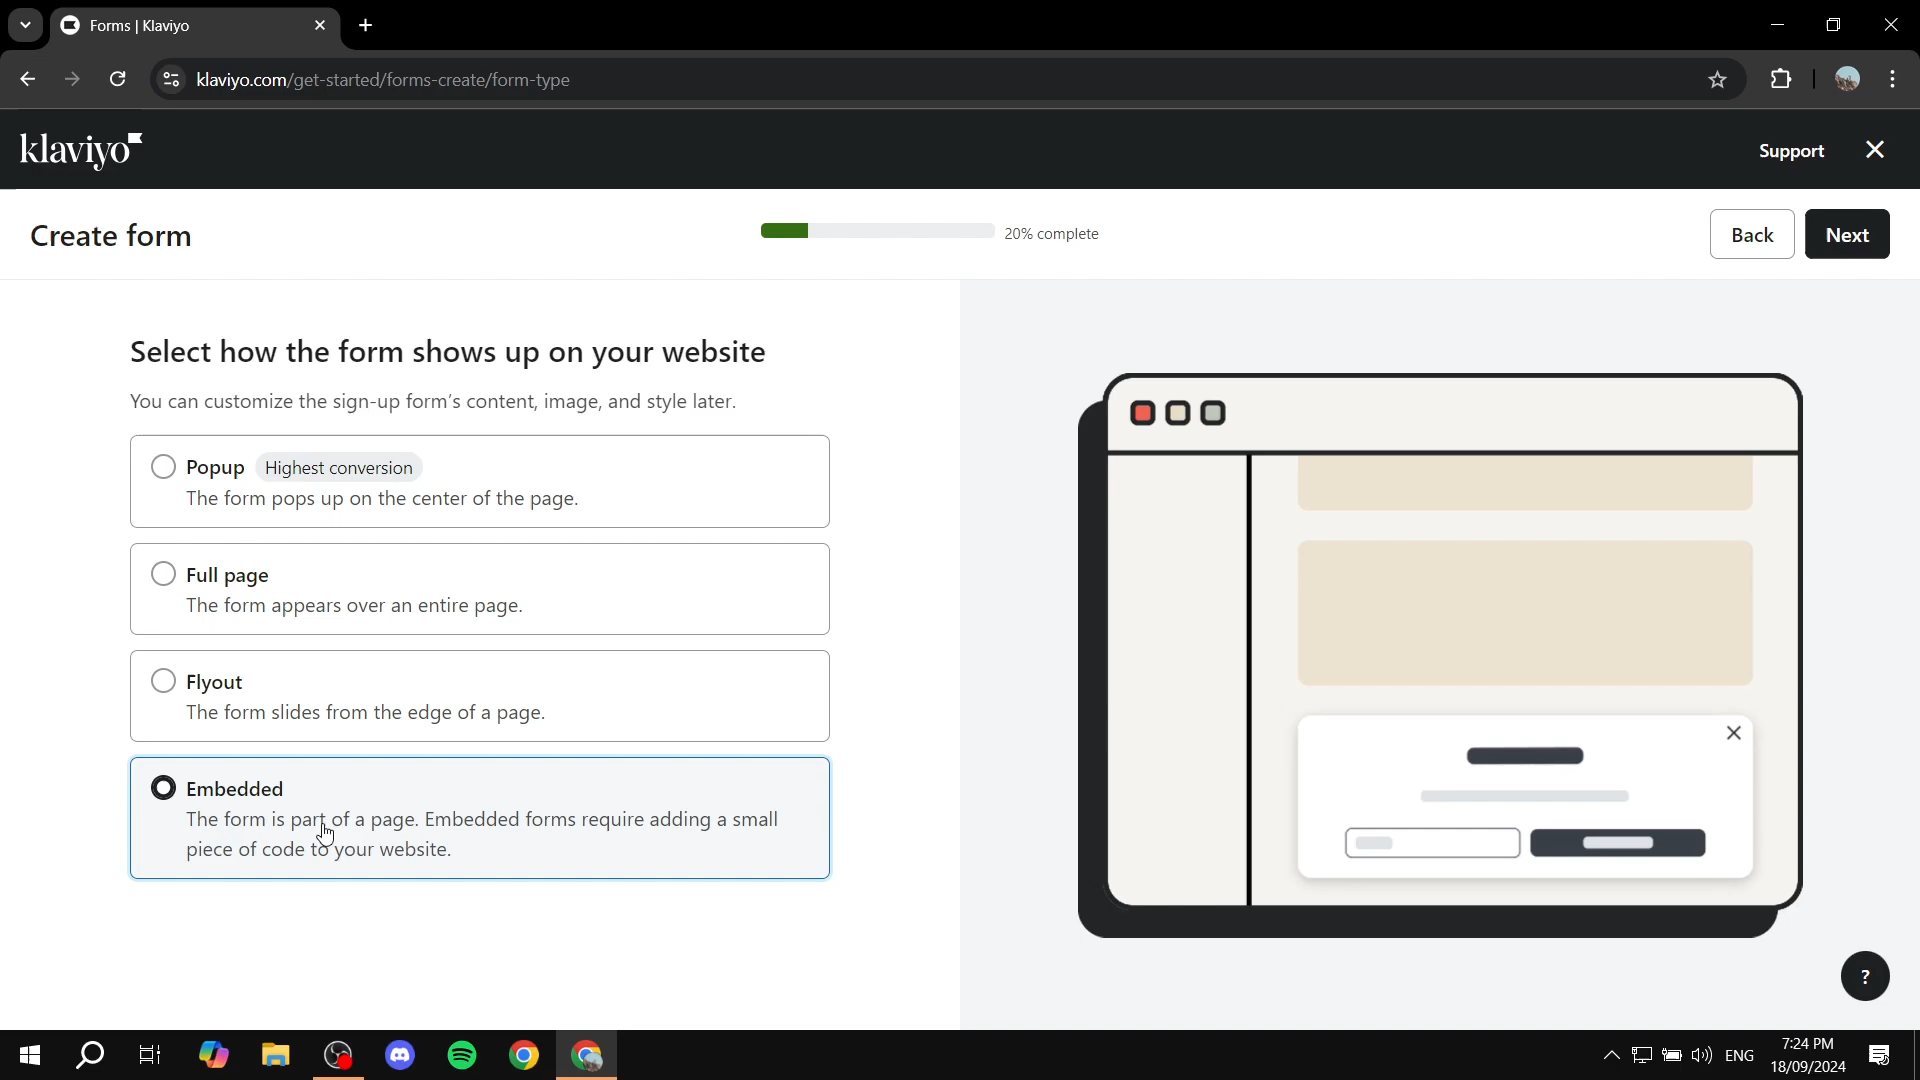 Forms | Klaviyo
klaviyo.com/get-started/forms-create/form-type
klaviyo
Support
Create form
20% complete
Back
Next
Select how the form shows up on your website
You can customize the sign-up form's content, image, and style later.
Popup Highest conversion
The form pops up on the center of the page.
Full page
The form appears over an entire page.
Flyout
The form slides from the edge of a page.
Embedded
The form is part of a page. Embedded forms require adding a small
piece of code to your website.
?
ENG
7:24 PM
18/09/2024